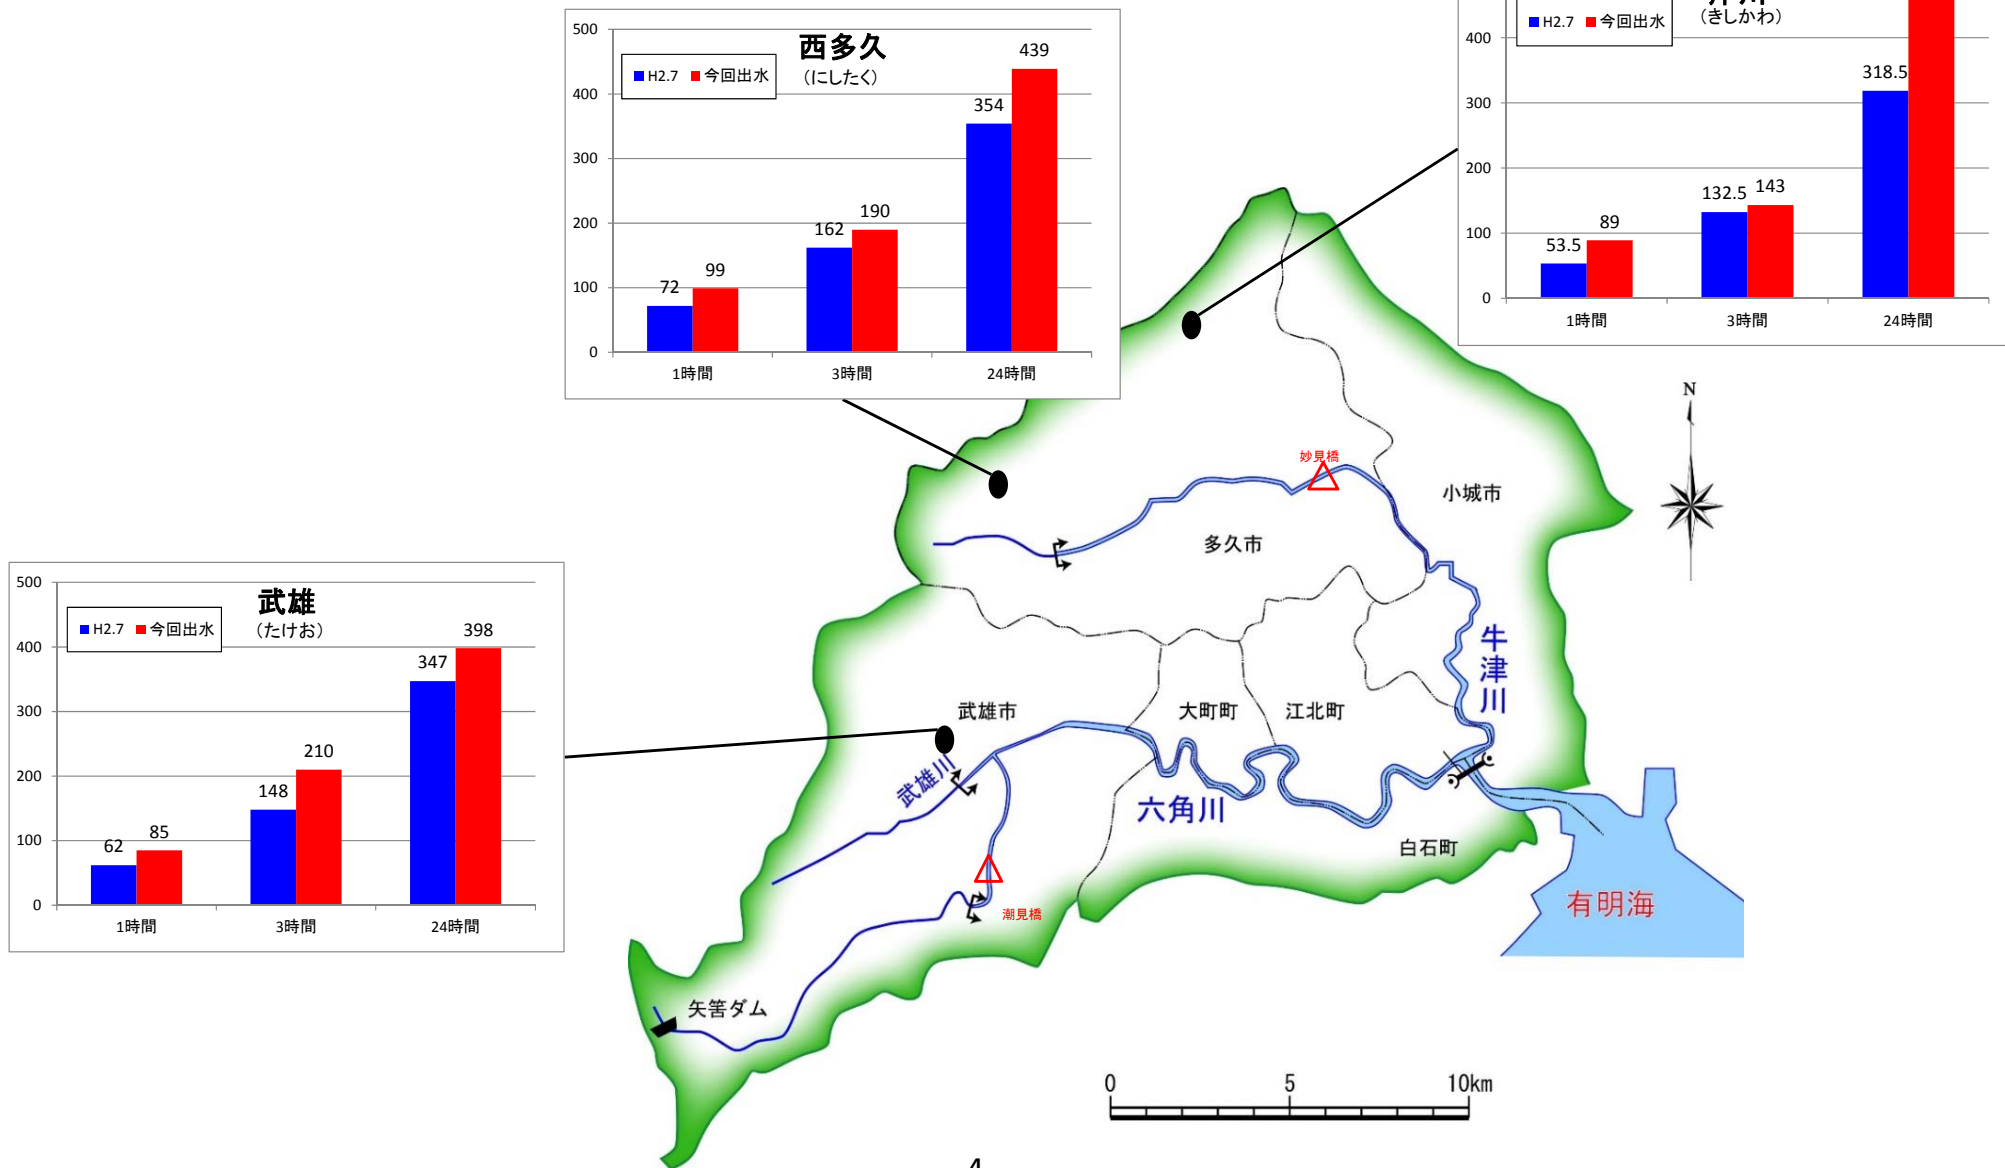 500
400
300
200
100
0
H2.7
今回出水
西多久
(にしたく)
72
99
162
190
354
439
1時間
3時間
24時間
400
300
200
100
0
H2.7
今回出水
(きしかわ)
53.5
89
132.5
143
318.5
1時間
3時間
24時間
500
400
300
200
100
0
H2.7
今回出水
武雄
(たけお)
62
85
148
210
347
398
1時間
3時間
24時間
N
妙見橋
小城市
多久市
牛津川
武雄市
大町町
江北町
武雄川
六角川
白石町
有明海
潮見橋
矢筈ダム
0 5 10km